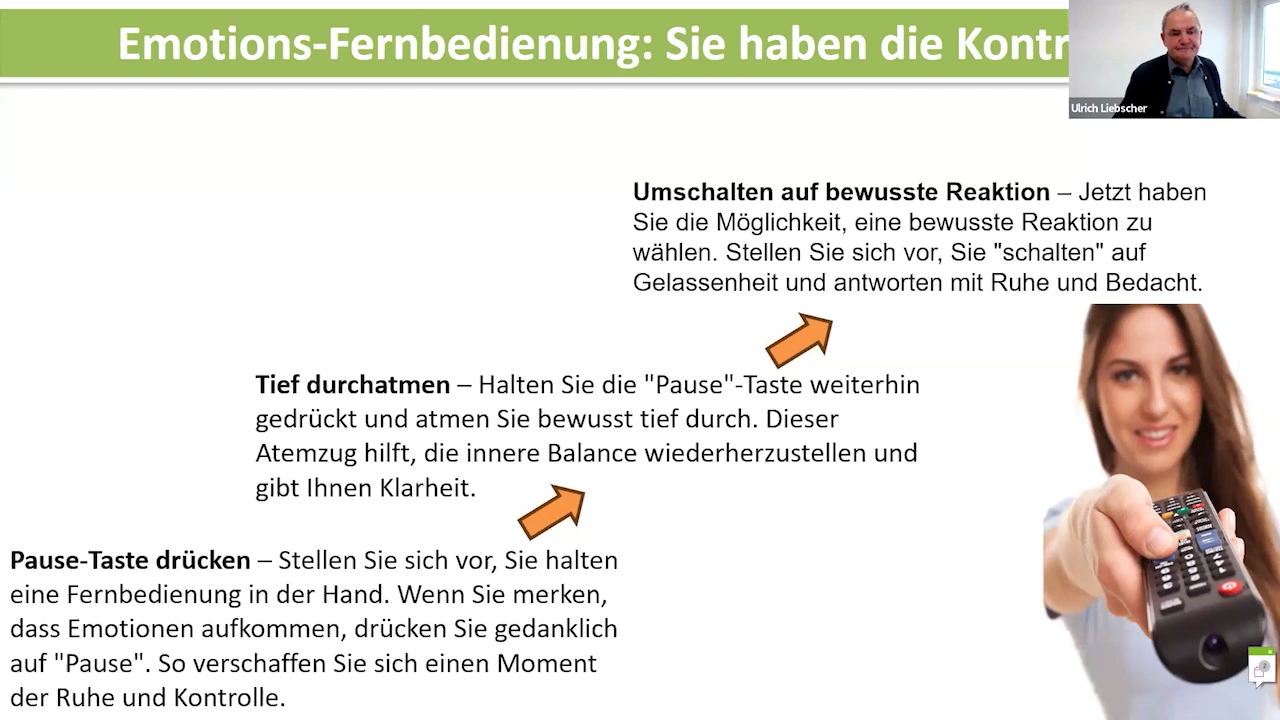 Emotions-Fernbedienung: Sie haben die Kontr
Ulrich Liebscher
Umschalten auf bewusste Reaktion – Jetzt haben
Sie die Möglichkeit, eine bewusste Reaktion zu
wählen. Stellen Sie sich vor, Sie "schalten" auf
Gelassenheit und antworten mit Ruhe und Bedacht.
Tief durchatmen – Halten Sie die "Pause"-Taste weiterhin
gedrückt und atmen Sie bewusst tief durch. Dieser
Atemzug hilft, die innere Balance wiederherzustellen und
gibt Ihnen Klarheit.
Pause-Taste drücken – Stellen Sie sich vor, Sie halten
eine Fernbedienung in der Hand. Wenn Sie merken,
dass Emotionen aufkommen, drücken Sie gedanklich
auf "Pause". So verschaffen Sie sich einen Moment
der Ruhe und Kontrolle.
2